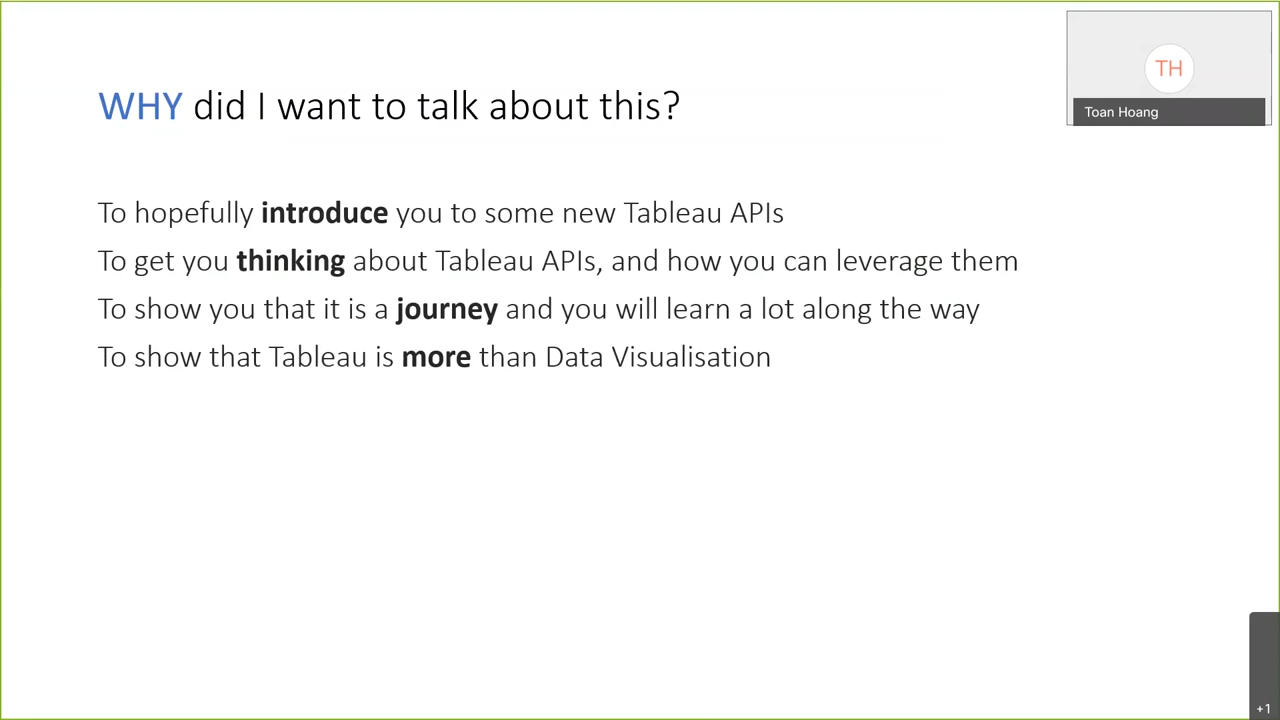 WHY did I want to talk about this?
TH
Toan Hoang
To hopefully introduce you to some new Tableau APIs
To get you thinking about Tableau APIs, and how you can leverage them
To show you that it is a journey and you will learn a lot along the way
To show that Tableau is more than Data Visualisation
+1